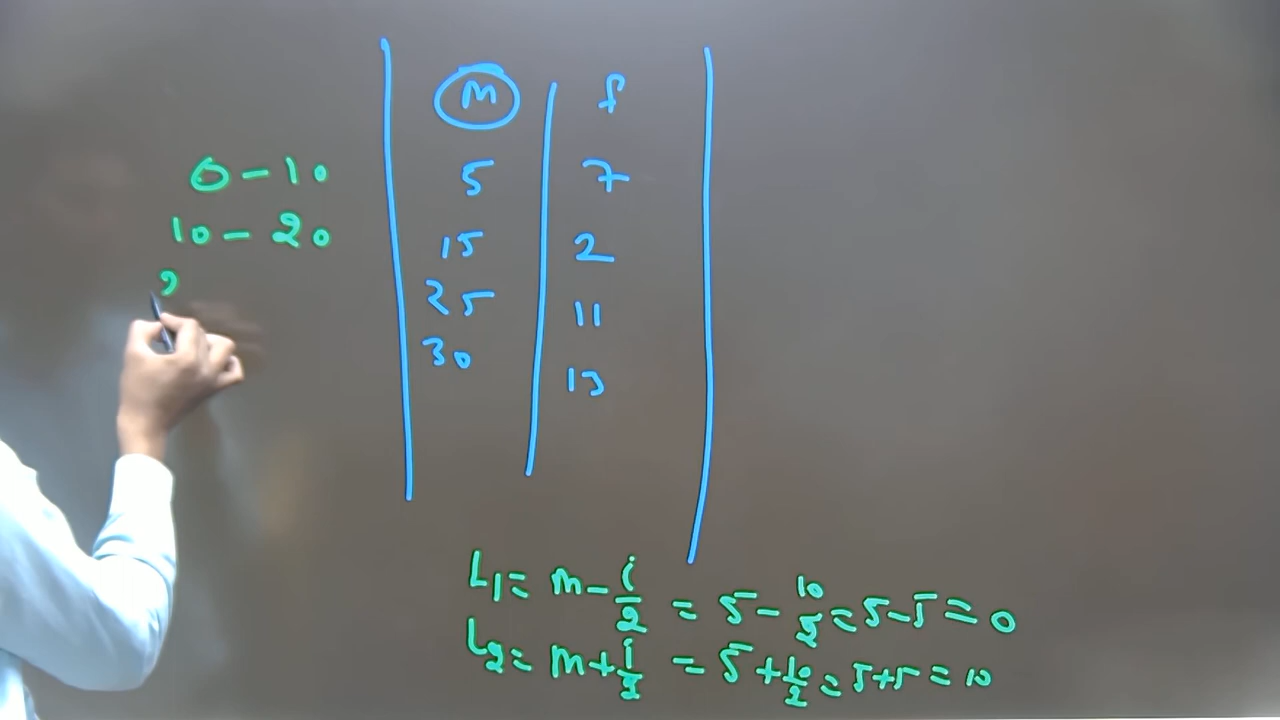 m f
0-10 5 7
10-20 15 2
2 25 11
30 13
L1= m-i/2 = 5-10/2=5-5=0
L2= m+i/2 = 5+10/2=5+5=10